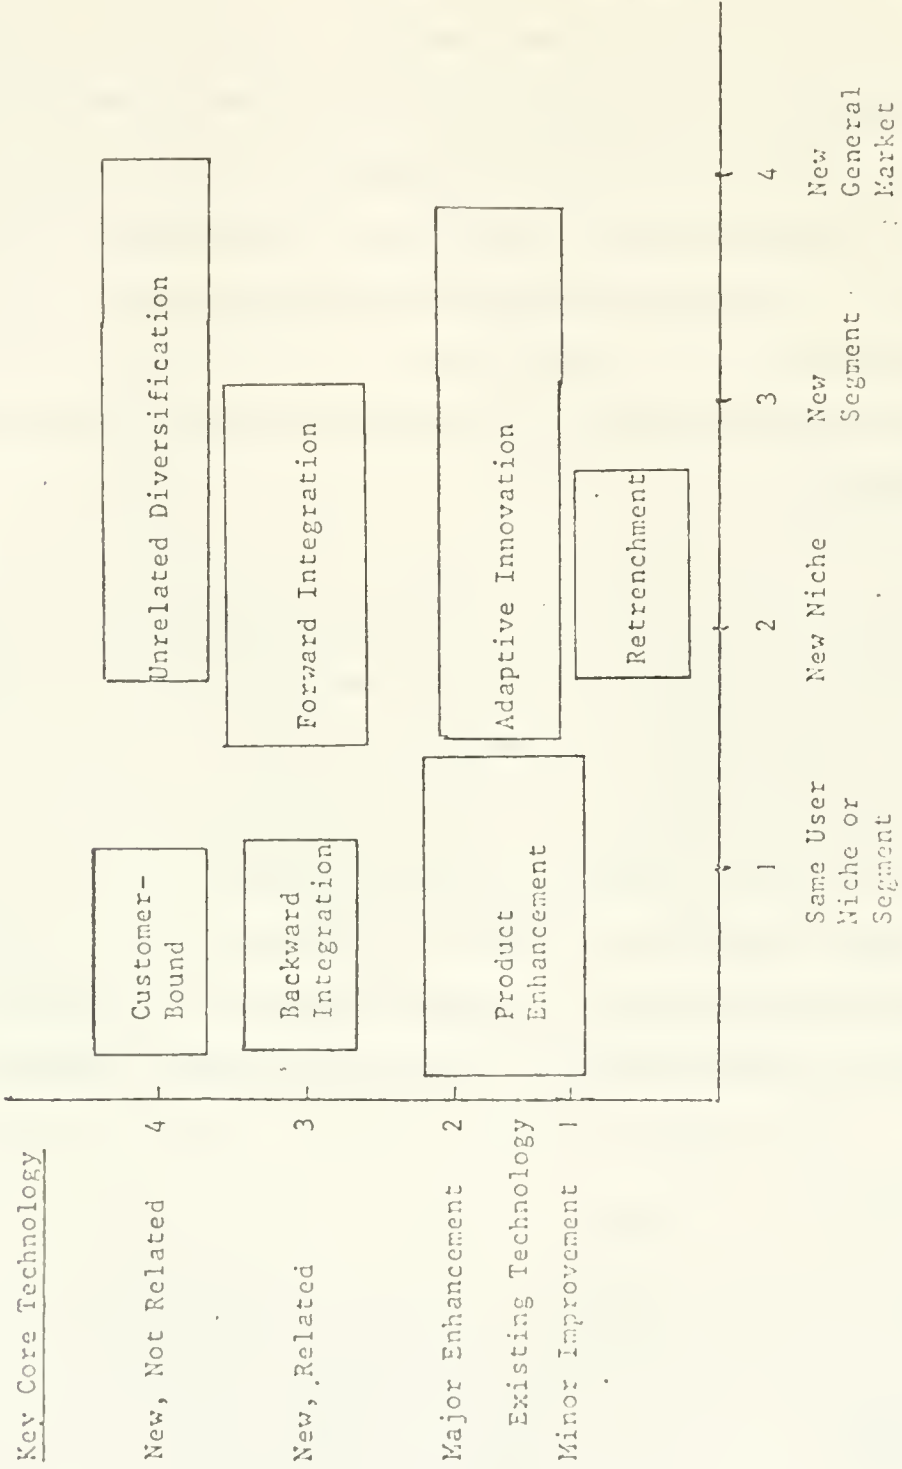 Key Core Technology
New, Not Related
4
Customer-
Bound
Unrelated Diversification
New, Related
3
Backward
Integration
Forward Integration
Major Enhancement
2
Existing Technology
Minor Improvement
1
Product
Enhancement
Adaptive Innovation
Retrenchment
1
2
3
4
Same User
Niche or
Segment
New Niche
New
Segment
New
General
Market